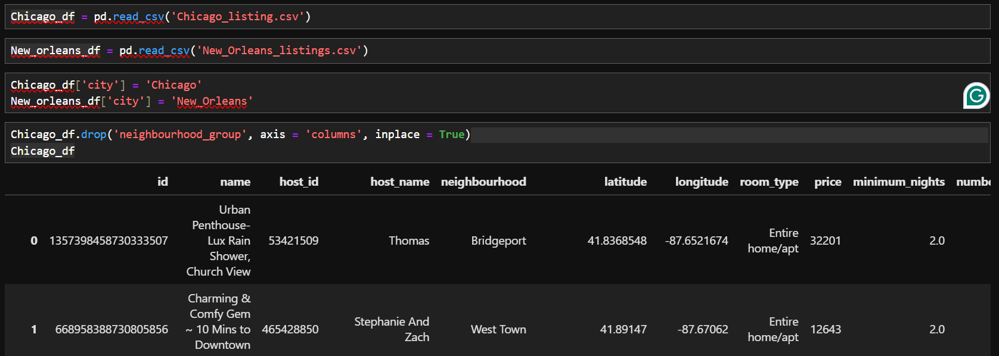 Chicago_df = pd.read_csv('Chicago_listing.csv')
New_orleans_df = pd.read_csv('New_Orleans_listings.csv')
Chicago_df['city'] = 'Chicago'
New_orleans_df['city'] = 'New_Orleans'
Chicago_df.drop('neighbourhood_group', axis = 'columns', inplace = True)
Chicago_df
id name host_id host_name neighbourhood latitude longitude room_type price minimum_nights numbe
Urban
Penthouse-
Lux Rain
Shower,
Church View
0 1357398458730333507 53421509 Thomas Bridgeport 41.8368548 -87.6521674 Entire home/apt 32201 2.0
Charming &
Comfy Gem
~ 10 Mins to
Downtown
1 668958388730805856 465428850 Stephanie And Zach West Town 41.89147 -87.67062 Entire home/apt 12643 2.0